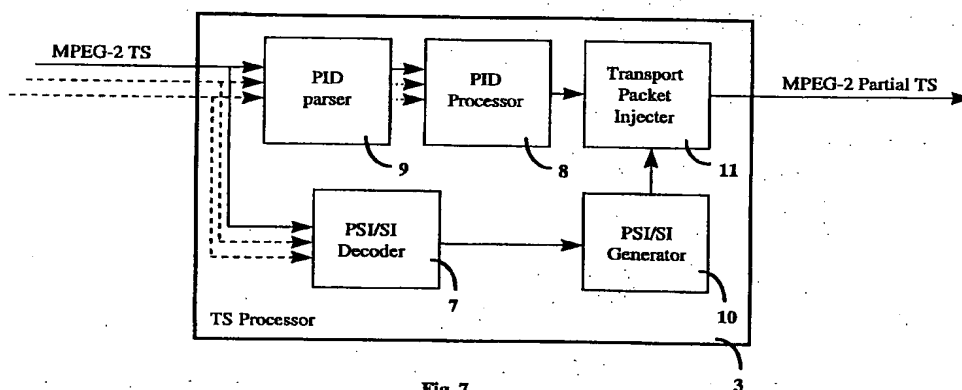 MPEG-2 TS
PID
parser
9
PID
Processor
8
Transport
Packet
Injecter
11
MPEG-2 Partial TS
PSI/SI
Decoder
7
PSI/SI
Generator
10
TS Processor
3
Fig. 7